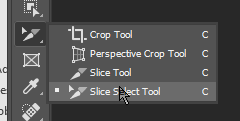 Crop Tool C
Perspective Crop Tool C
Slice Tool C
Slice Select Tool C